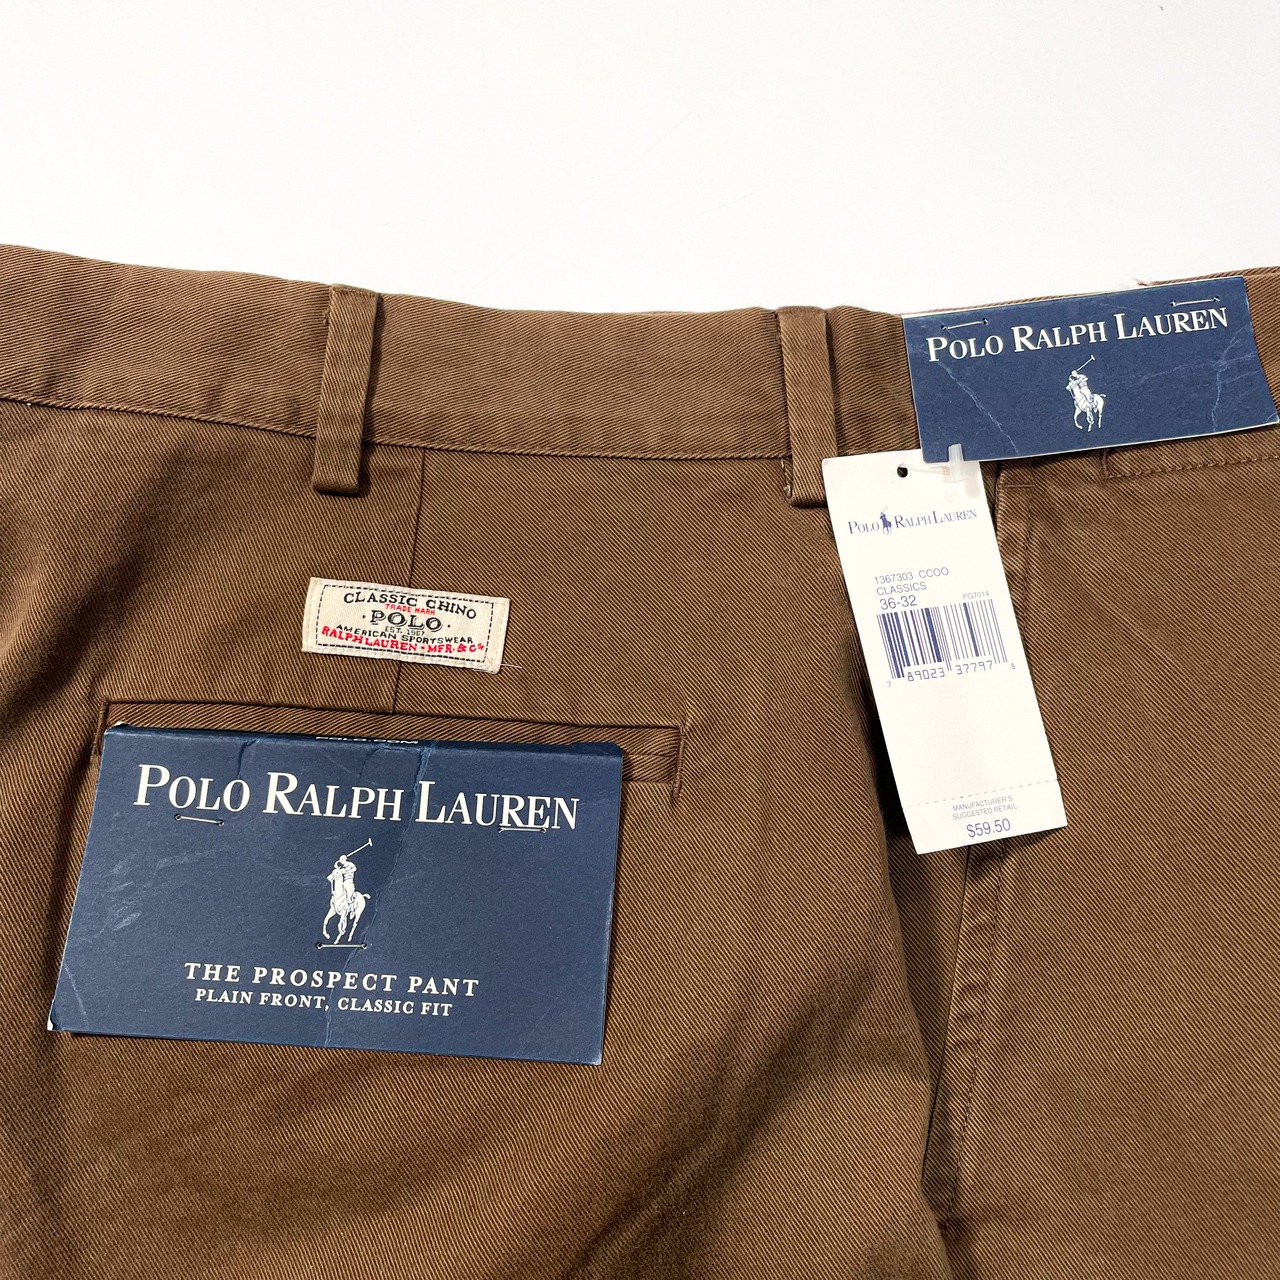 POLO RALPH LAUREN
POLO RALPH LAUREN
1367303 CCOO
CLASSICS
36-32
PG7014
7 89023 37797 8
MANUFACTURER'S
SUGGESTED RETAIL
$59.50
CLASSIC CHINO
TRADE MARK
·POLO·
EST. 1967
AMERICAN SPORTSWEAR
RALPH LAUREN·MFR.&Co
POLO RALPH LAUREN
THE PROSPECT PANT
PLAIN FRONT, CLASSIC FIT